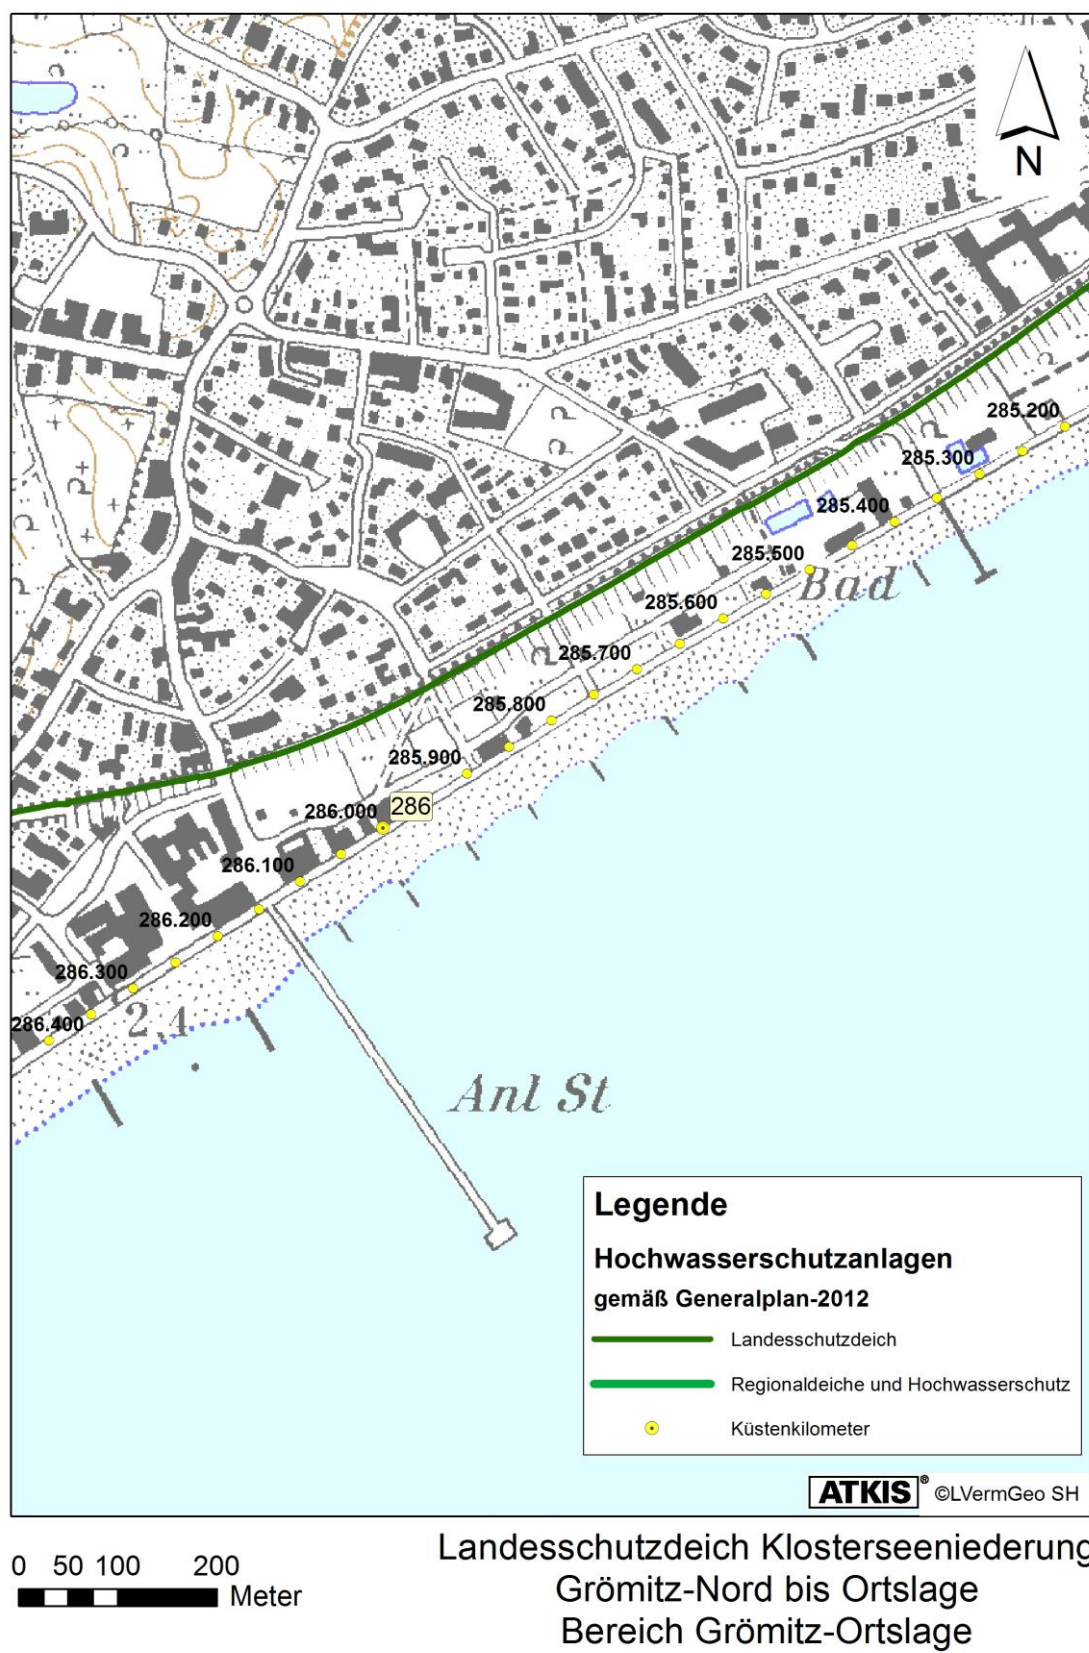 N
285.200
285.300
285.400
285.500
Bad
285.600
285.700
285.800
285.900
286.000
286
286.100
286.200
286.300
286.400
2,4
Anl St
Legende
Hochwasserschutzanlagen
gemäß Generalplan-2012
Landesschutzdeich
Regionaldeiche und Hochwasserschutz
Küstenkilometer
ATKIS® ©LVermGeo SH
0 50 100 200
Meter
Landesschutzdeich Klosterseeniederung
Grömitz-Nord bis Ortslage
Bereich Grömitz-Ortslage